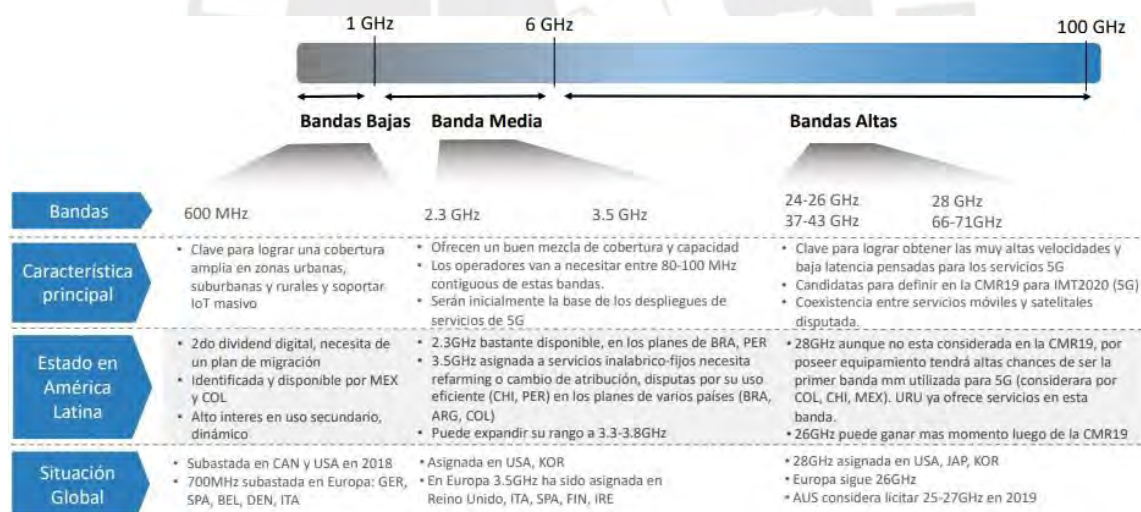 1 GHz 6 GHz 100 GHz
Bandas Bajas Banda Media Bandas Altas
Bandas
600 MHz
2.3 GHz 3.5 GHz
24-26 GHz 28 GHz
37-43 GHz 66-71GHz
Característica
principal
• Clave para lograr una cobertura
amplia en zonas urbanas,
suburbanas y rurales y soportar
IoT masivo
• Ofrecen un buen mezcla de cobertura y capacidad
• Los operadores van a necesitar entre 80-100 MHz
contiguous de estas bandas.
• Serán inicialmente la base de los despliegues de
servicios de 5G
• Clave para lograr obtener las muy altas velocidades y
baja latencia pensadas para los servicios 5G
• Candidatas para definir en la CMR19 para IMT2020 (5G)
• Coexistencia entre servicios móviles y satelitales
disputada.
Estado en
América
Latina
• 2do dividend digital, necesita de
un plan de migración
• Identificada y disponible por MEX
y COL
• Alto interes en uso secundario,
dinámico
• 2.3GHz bastante disponible, en los planes de BRA, PER
• 3.5GHz asignada a servicios inalabrico-fijos necesita
refarming o cambio de atribución, disputas por su uso
eficiente (CHI, PER) en los planes de varios países (BRA,
ARG, COL)
• Puede expandir su rango a 3.3-3.8GHz
• 28GHz aunque no esta considerada en la CMR19, por
poseer equipamiento tendrá altas chances de ser la
primer banda mm utilizada para 5G (considerara por
COL, CHI, MEX). URU ya ofrece servicios en esta
banda.
• 26GHz puede ganar mas momento luego de la CMR19
Situación
Global
• Subastada en CAN y USA en 2018
• 700MHz subastada en Europa: GER,
SPA, BEL, DEN, ITA
• Asignada en USA, KOR
• En Europa 3.5GHz ha sido asignada en
Reino Unido, ITA, SPA, FIN, IRE
• 28GHz asignada en USA, JAP, KOR
• Europa sigue 26GHz
• AUS considera licitar 25-27GHz en 2019